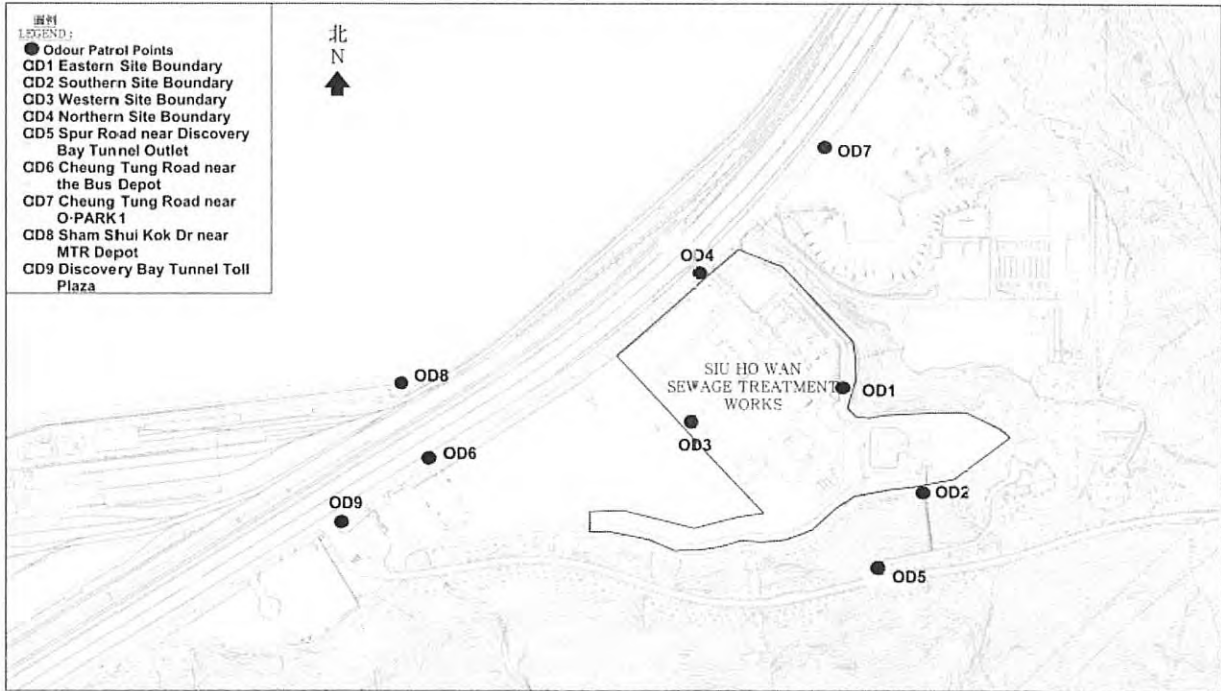 圖例
LEGEND:
Odour Patrol Points
OD1 Eastern Site Boundary
OD2 Southern Site Boundary
OD3 Western Site Boundary
OD4 Northern Site Boundary
OD5 Spur Road near Discovery
Bay Tunnel Outlet
OD6 Cheung Tung Road near
the Bus Depot
OD7 Cheung Tung Road near
O·PARK1
OD8 Sham Shui Kok Dr near
MTR Depot
OD9 Discovery Bay Tunnel Toll
Plaza
北
N
OD7
OD4
SIU HO WAN
SEWAGE TREATMENT
WORKS
OD8
OD1
OD3
OD6
OD2
OD9
OD5